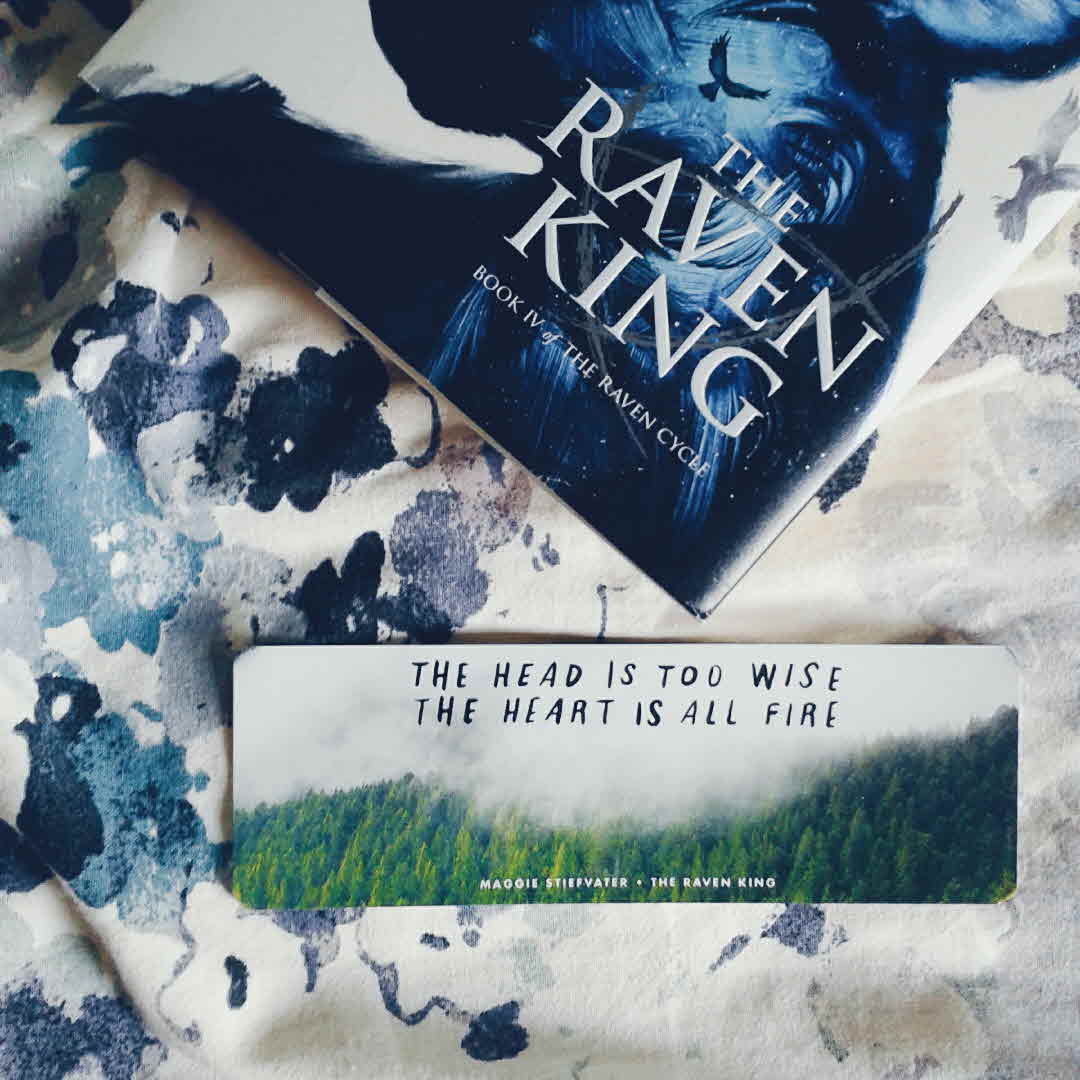 THE
RAVEN
KING
BOOK IV of THE RAVEN CYCLE
THE HEAD IS TOO WISE
THE HEART IS ALL FIRE
MAGGIE STIEFVATER • THE RAVEN KING